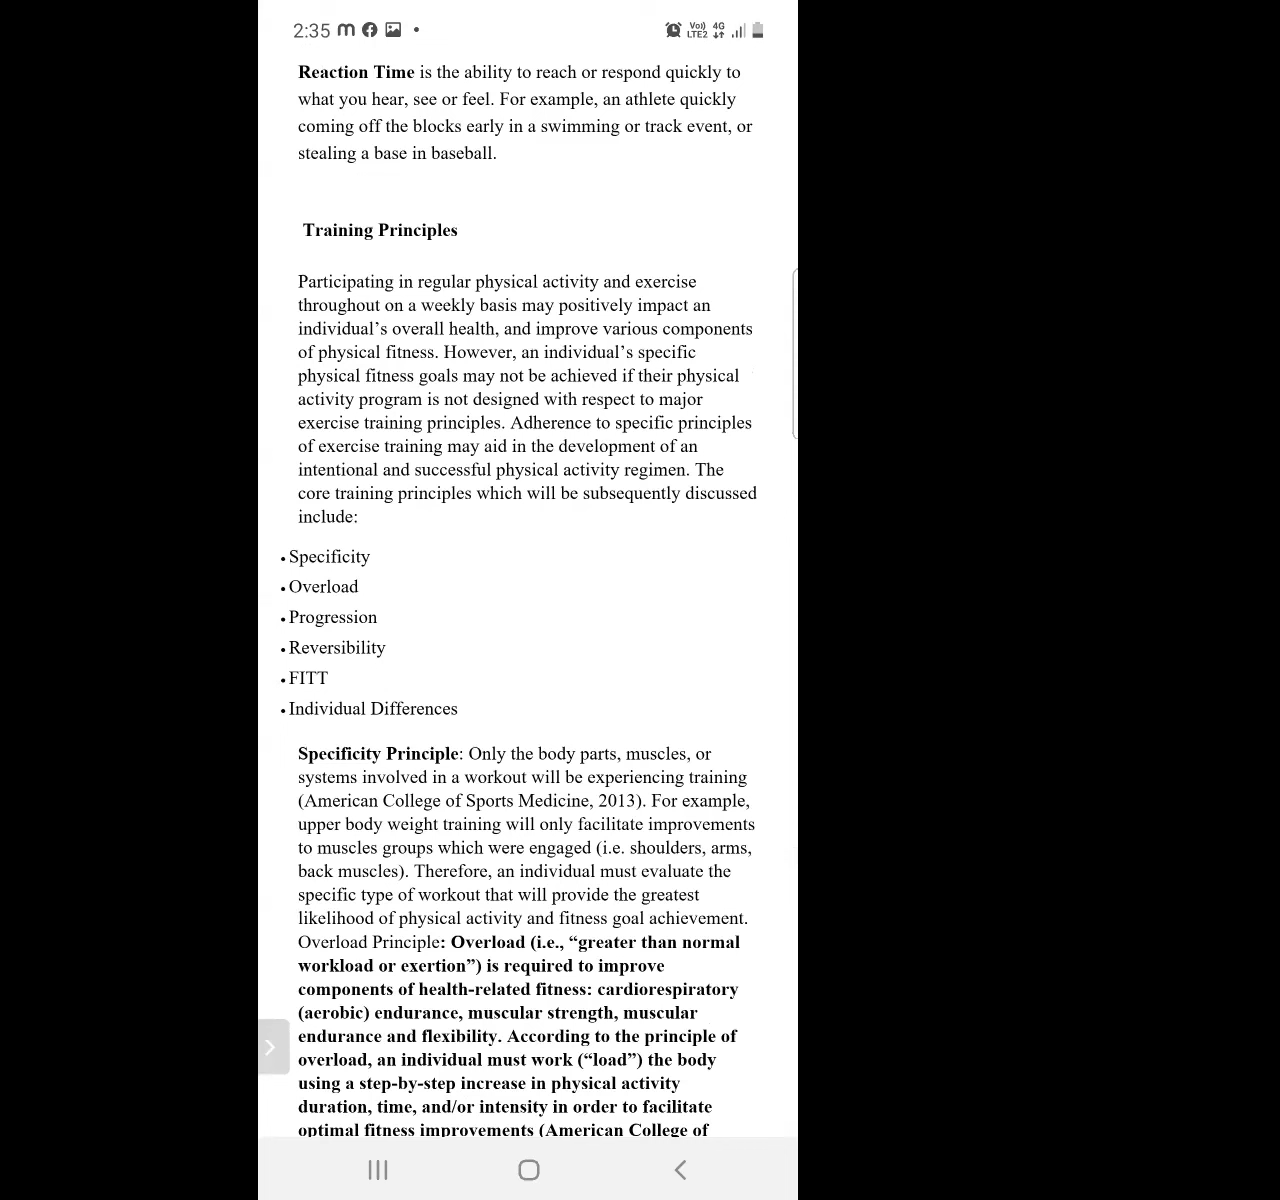 2:35
Vo)) 4G
LTE2
Reaction Time is the ability to reach or respond quickly to
what you hear, see or feel. For example, an athlete quickly
coming off the blocks early in a swimming or track event, or
stealing a base in baseball.
Training Principles
Participating in regular physical activity and exercise
throughout on a weekly basis may positively impact an
individual’s overall health, and improve various components
of physical fitness. However, an individual’s specific
physical fitness goals may not be achieved if their physical
activity program is not designed with respect to major
exercise training principles. Adherence to specific principles
of exercise training may aid in the development of an
intentional and successful physical activity regimen. The
core training principles which will be subsequently discussed
include:
• Specificity
• Overload
• Progression
• Reversibility
• FITT
• Individual Differences
Specificity Principle: Only the body parts, muscles, or
systems involved in a workout will be experiencing training
(American College of Sports Medicine, 2013). For example,
upper body weight training will only facilitate improvements
to muscles groups which were engaged (i.e. shoulders, arms,
back muscles). Therefore, an individual must evaluate the
specific type of workout that will provide the greatest
likelihood of physical activity and fitness goal achievement.
Overload Principle: Overload (i.e., “greater than normal
workload or exertion”) is required to improve
components of health-related fitness: cardiorespiratory
(aerobic) endurance, muscular strength, muscular
endurance and flexibility. According to the principle of
overload, an individual must work (“load”) the body
using a step-by-step increase in physical activity
duration, time, and/or intensity in order to facilitate
optimal fitness improvements (American College of